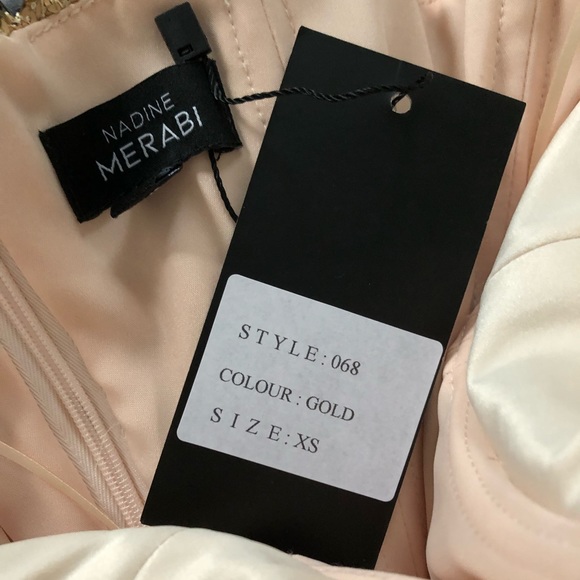 NADINE
MERABI
STYLE:068
COLOUR : GOLD
SIZE:XS